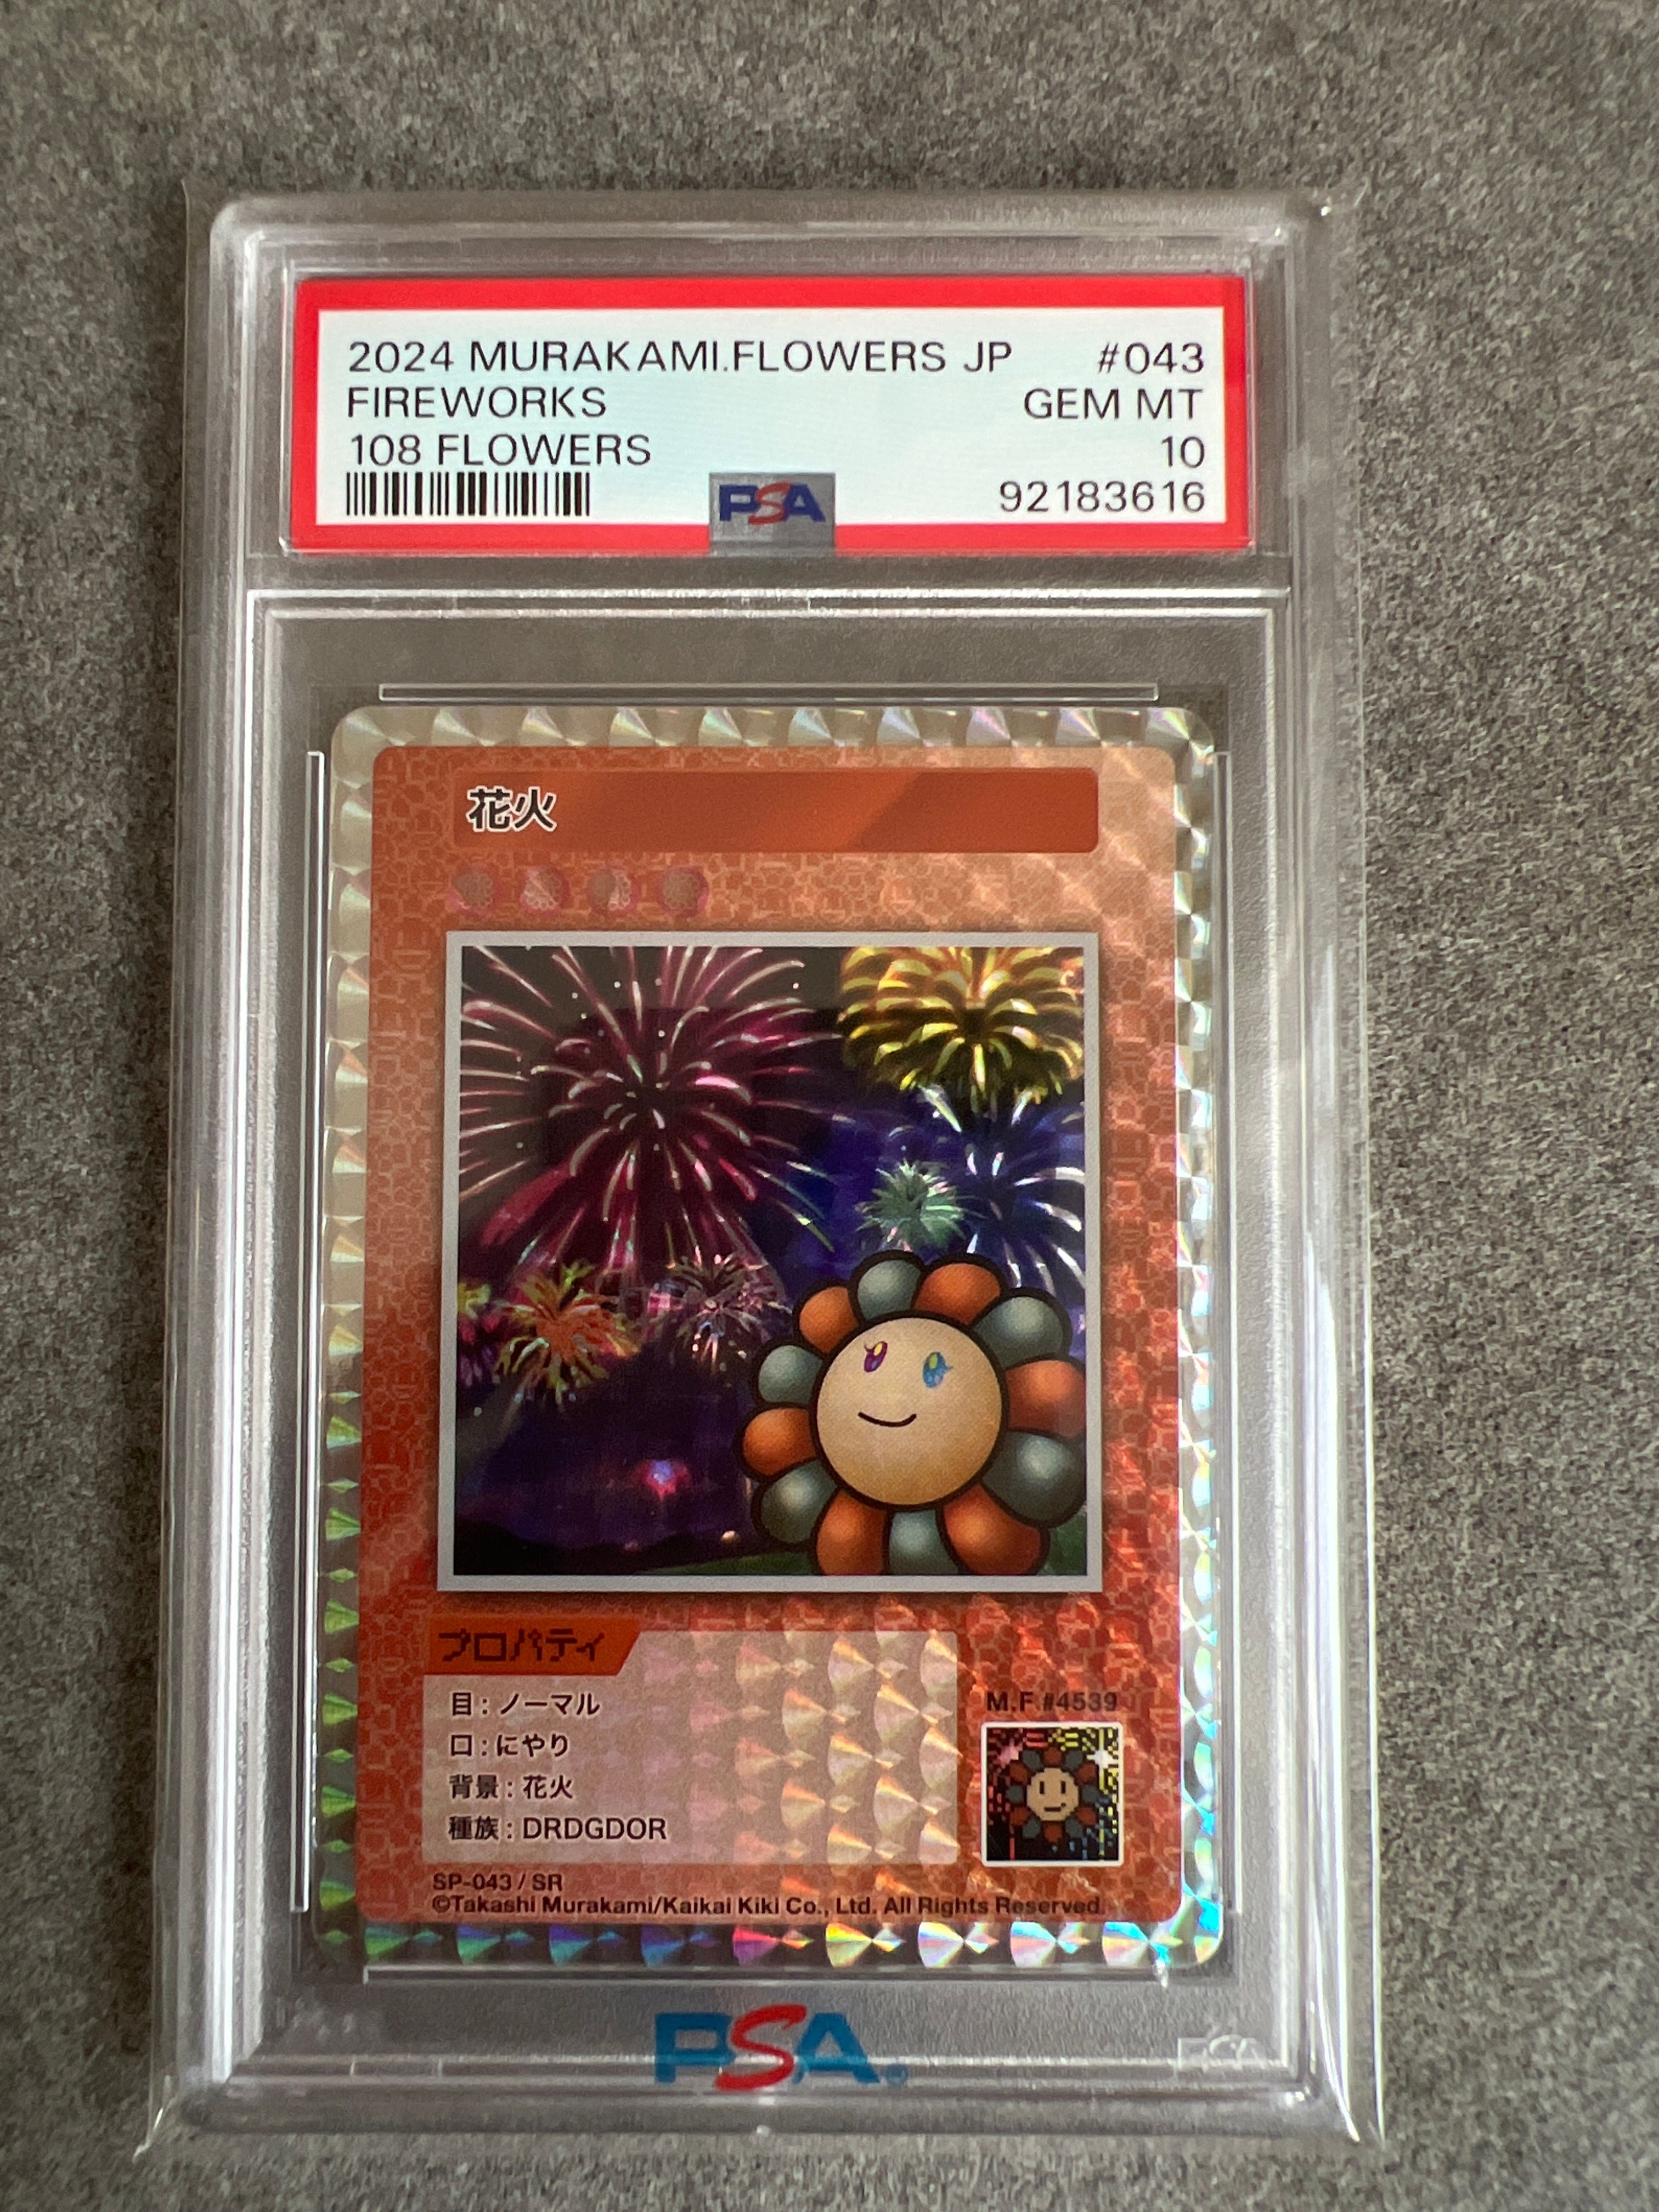 2024 MURAKAMI.FLOWERS JP #043
FIREWORKS GEM MT
108 FLOWERS 10
PSA 92183616
花火
プロパティ
目：ノーマル
口：にやり
背景：花火
種族：DRDGDOR
M.F.#4539
SP-043 / SR
©Takashi Murakami/Kaikai Kiki Co., Ltd. All Rights Reserved.
PSA®